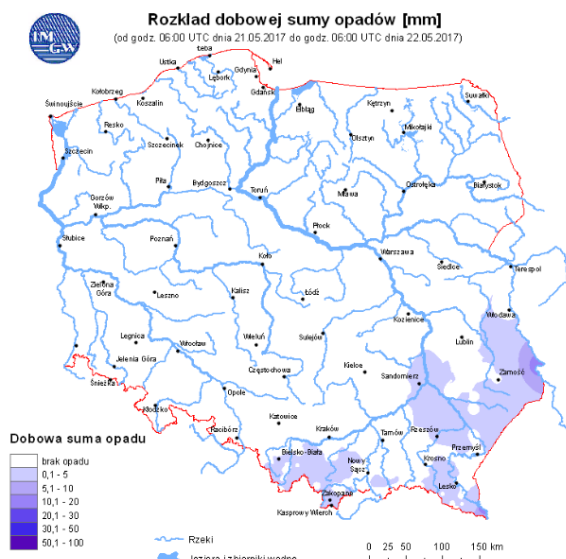 IM
GW
Rozkład dobowej sumy opadów [mm]
(od godz. 06:00 UTC dnia 21.05.2017 do godz. 06:00 UTC dnia 22.05.2017)
Łeba
Hel
Ustka
Lębork
Gdynia
Gdańsk
Kołobrzeg
Koszalin
Świnoujście
Elbląg
Kętrzyn
Suwałki
Resko
Szczecinek
Chojnice
Olsztyn
Mikołajki
Szczecin
Piła
Bydgoszcz
Toruń
Mława
Ostrołęka
Białystok
Gorzów
Wlkp.
Płock
Słubice
Poznań
Koło
Warszawa
Siedlce
Terespol
Zielona
Góra
Leszno
Kalisz
Łódź
Kozienice
Włodawa
Legnica
Wrocław
Wieluń
Sulejów
Lublin
Jelenia Góra
Śnieżka
Częstochowa
Kielce
Sandomierz
Zamość
Kłodzko
Opole
Racibórz
Katowice
Kraków
Tarnów
Rzeszów
Przemyśl
Bielsko-Biała
Nowy
Sącz
Krosno
Lesko
Zakopane
Kasprowy Wierch
Dobowa suma opadu
brak opadu
0,1 - 5
5,1 - 10
10,1 - 20
20,1 - 30
30,1 - 50
50,1 - 100
Rzeki
Jeziora i zbiorniki wodne
0 25 50 100 150 km